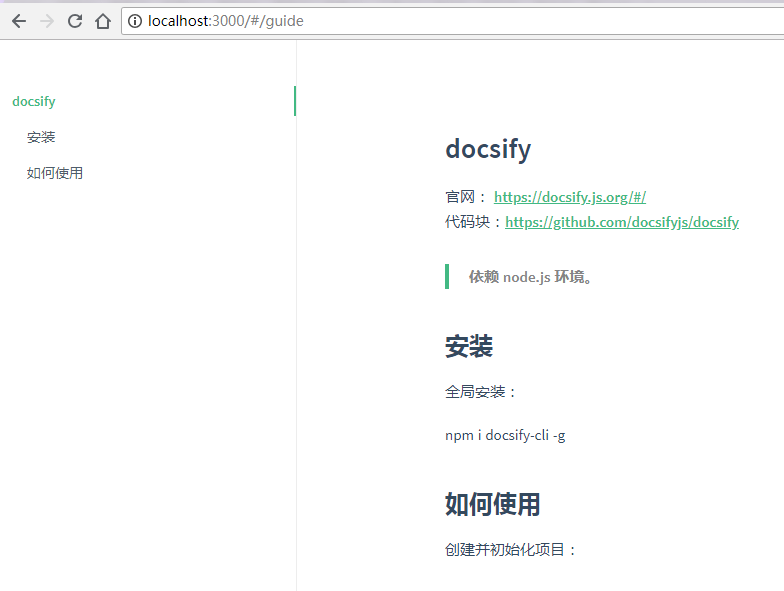 localhost:3000/#/guide
docsify
安装
如何使用
docsify
官网： https://docsify.js.org/#/
代码块：https://github.com/docsifyjs/docsify
依赖 node.js 环境。
安装
全局安装：
npm i docsify-cli -g
如何使用
创建并初始化项目：